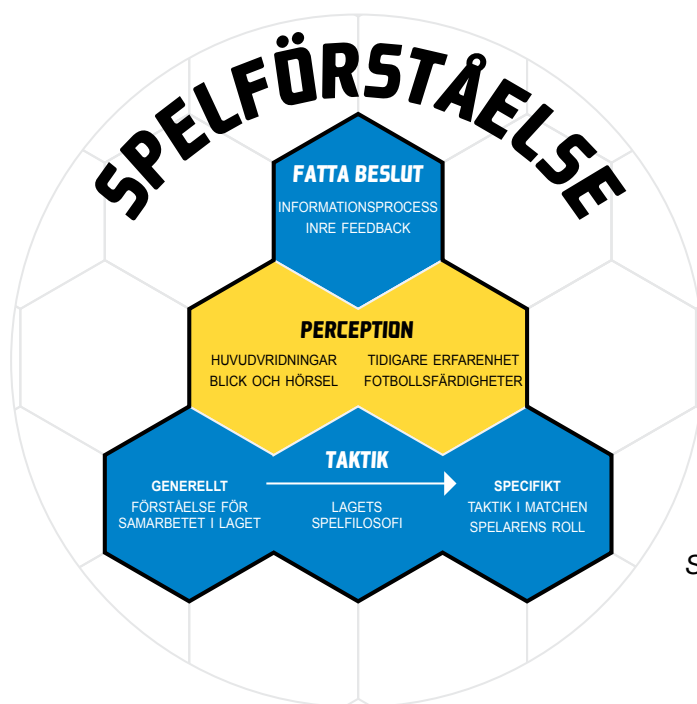 SPELFÖRSTÅELSE
FATTA BESLUT
INFORMATIONSPROCESS
INRE FEEDBACK
PERCEPTION
HUVUDVRIDNINGAR
BLICK OCH HÖRSEL
TIDIGARE ERFARENHET
FOTBOLLSFÄRDIGHETER
TAKTIK
GENERELLT
FÖRSTÅELSE FÖR
SAMARBETET I LAGET
LAGETS
SPELFILOSOFI
SPECIFIKT
TAKTIK I MATCHEN
SPELARENS ROLL
S